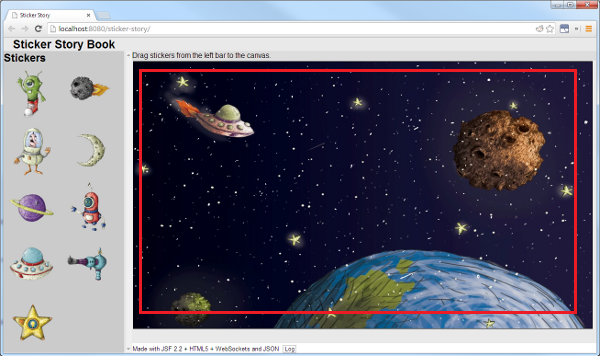 Sticker Story
localhost:8080/sticker-story/
Sticker Story Book
Stickers
Drag stickers from the left bar to the canvas.
Made with JSF 2.2 + HTML5 + WebSockets and JSON Log